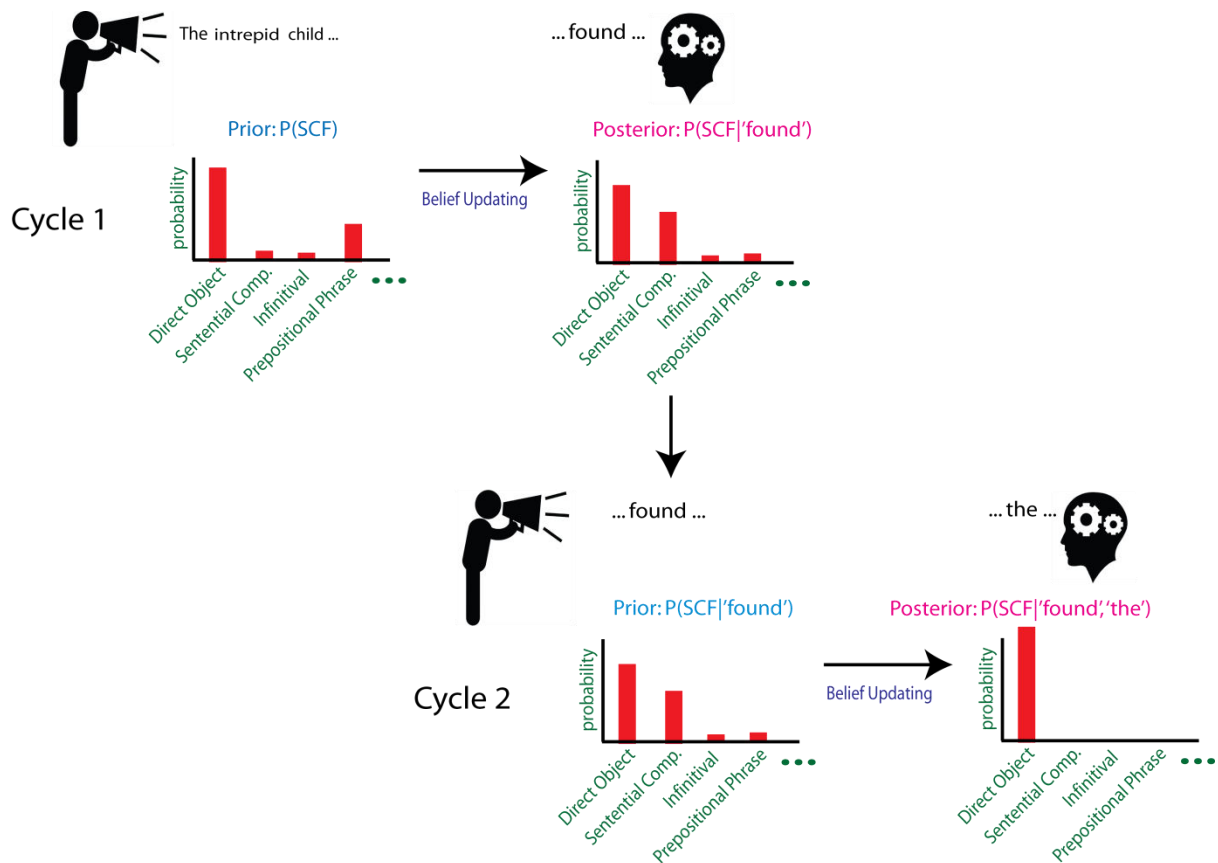 The intrepid child ...
... found ...
Prior: P(SCF)
Posterior: P(SCF|'found')
Cycle 1
probability
Direct Object
Sentential Comp.
Infinitival
Prepositional Phrase
...
Belief Updating
probability
Direct Object
Sentential Comp.
Infinitival
Prepositional Phrase
...
... found ...
... the ...
Prior: P(SCF|'found')
Posterior: P(SCF|'found', 'the')
Cycle 2
probability
Direct Object
Sentential Comp.
Infinitival
Prepositional Phrase
...
Belief Updating
probability
Direct Object
Sentential Comp.
Infinitival
Prepositional Phrase
...